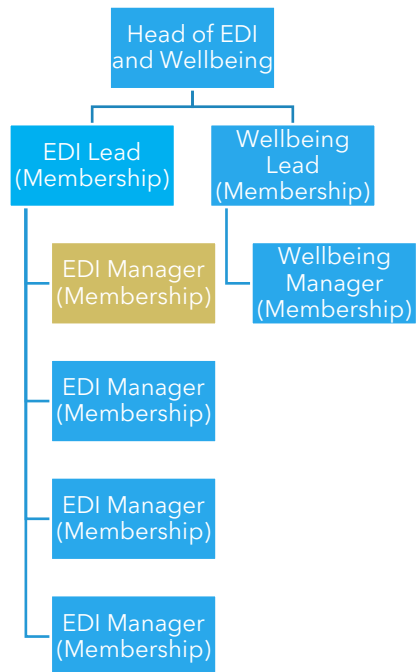 Head of EDI
and Wellbeing
EDI Lead
(Membership)
Wellbeing
Lead
(Membership)
EDI Manager
(Membership)
Wellbeing
Manager
(Membership)
EDI Manager
(Membership)
EDI Manager
(Membership)
EDI Manager
(Membership)